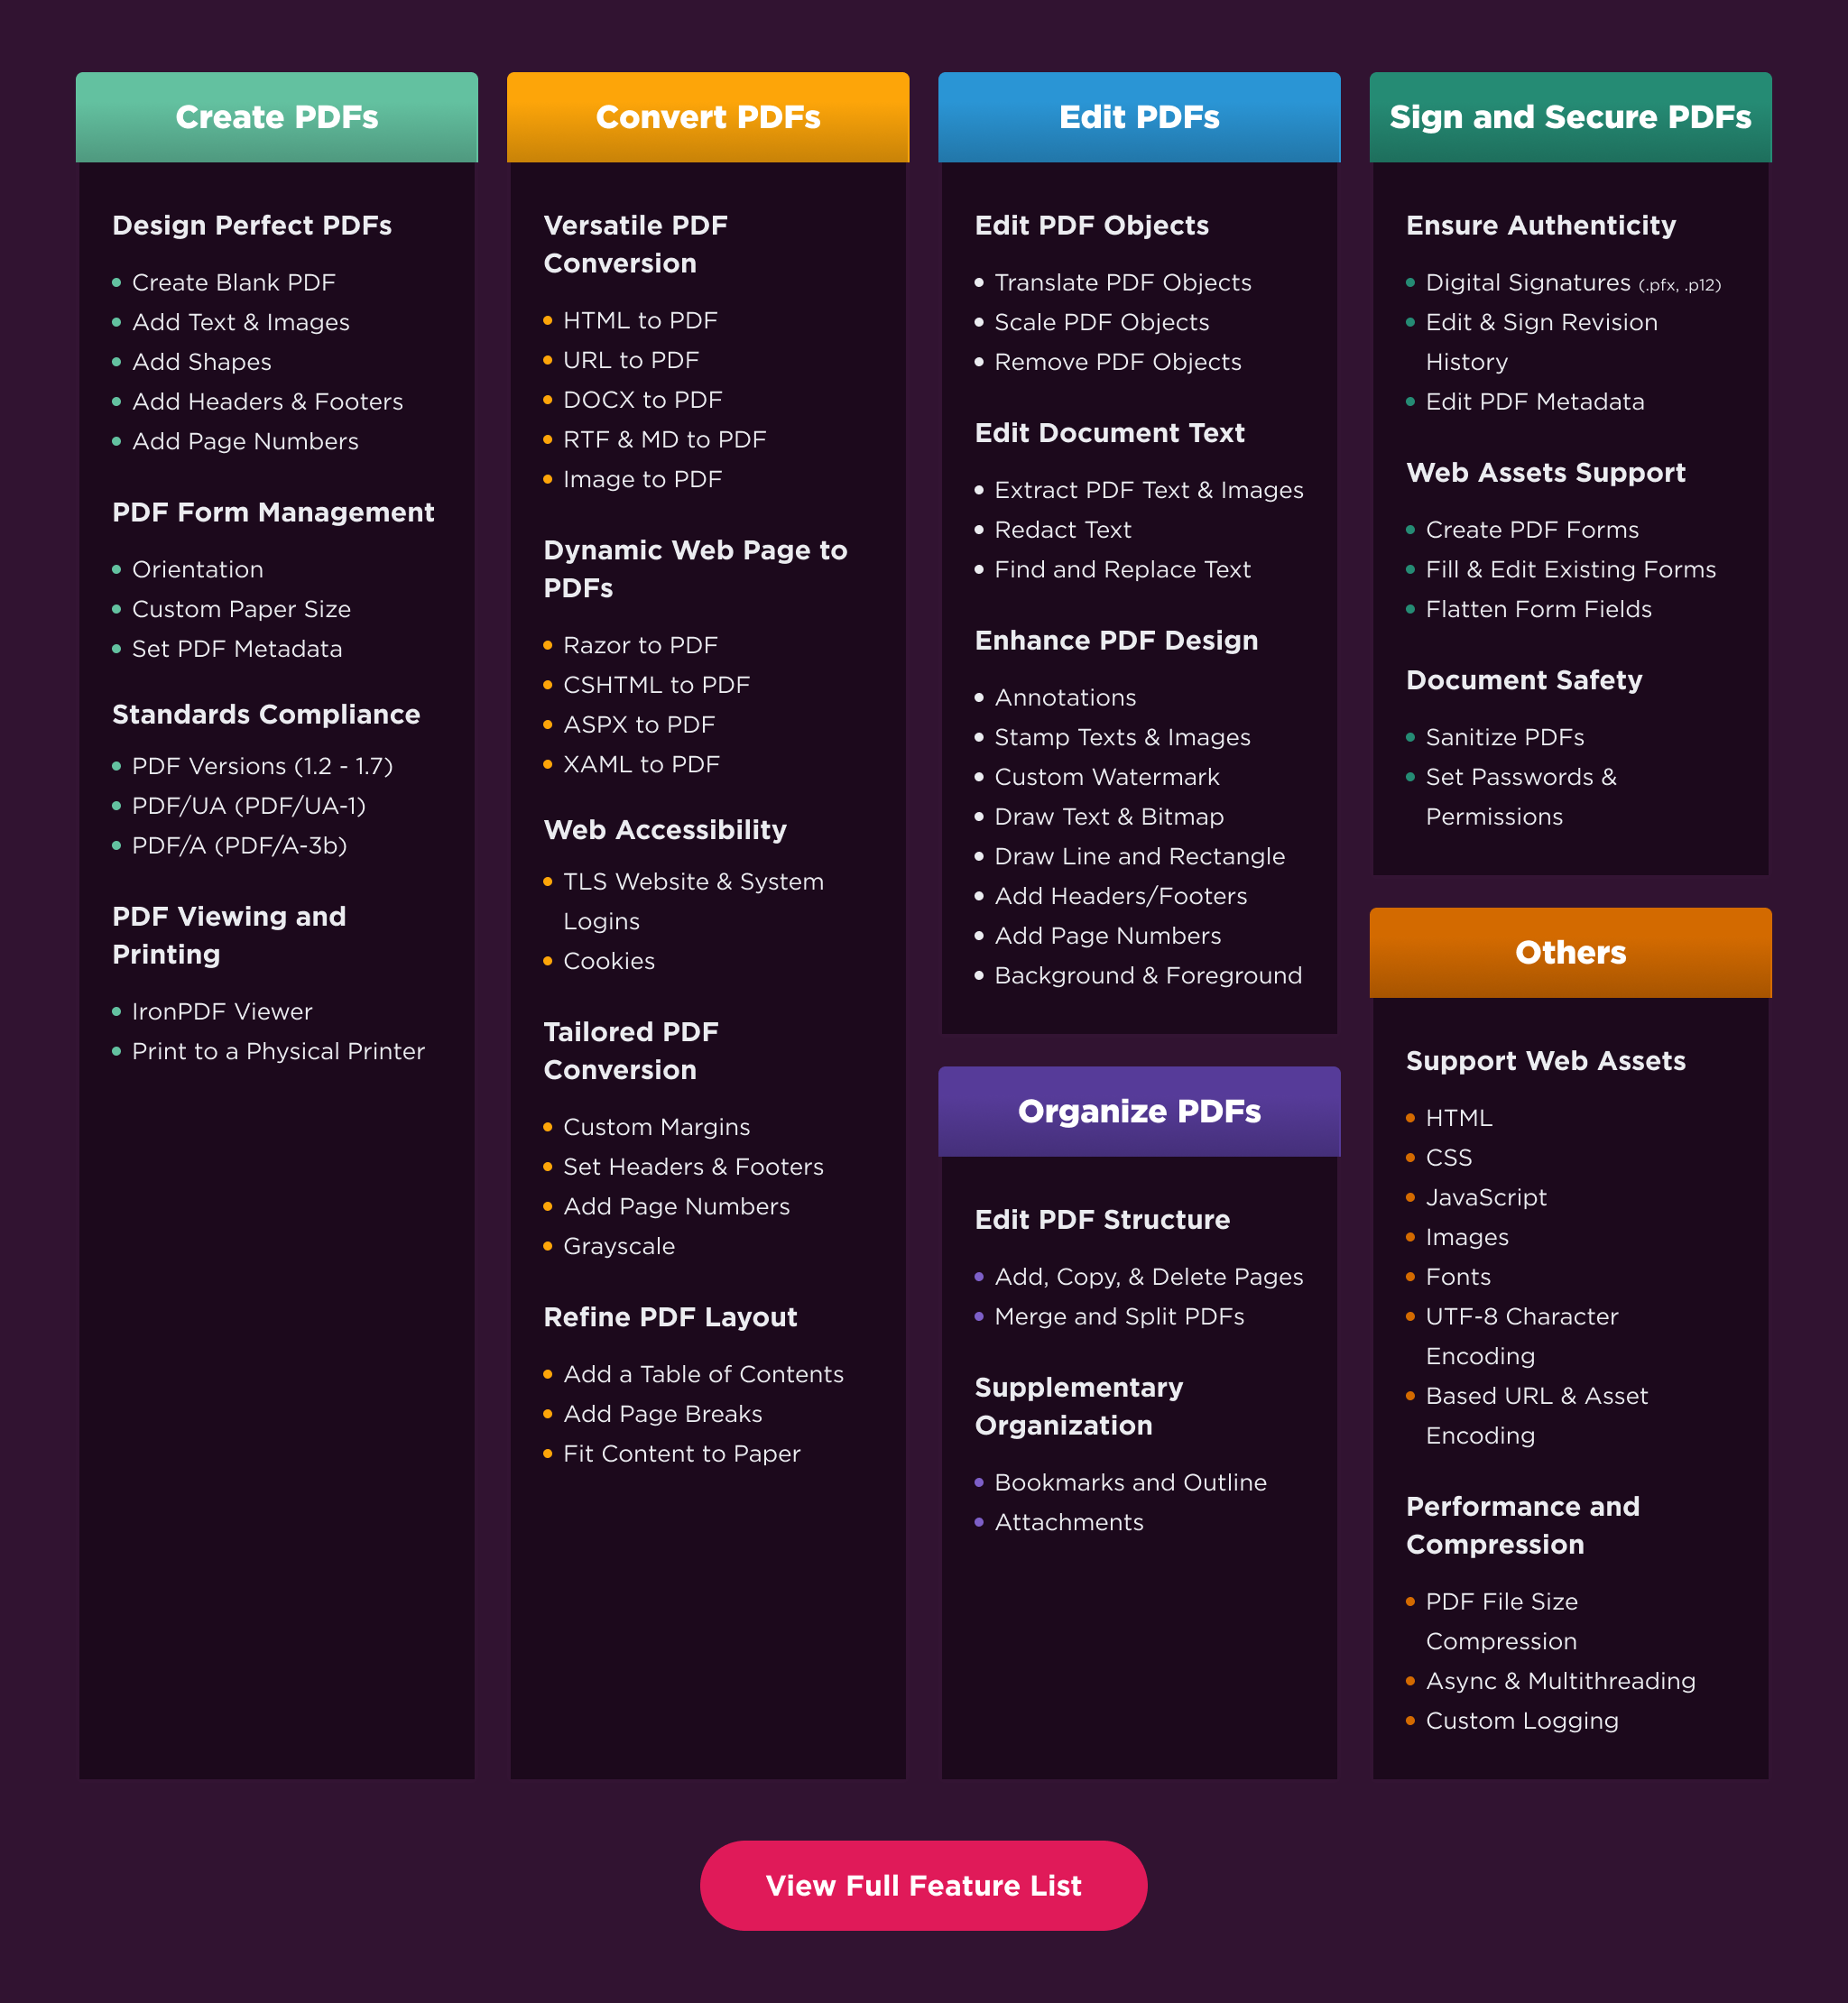 Create PDFs
Design Perfect PDFs
Create Blank PDF
Add Text & Images
Add Shapes
Add Headers & Footers
Add Page Numbers
PDF Form Management
Orientation
Custom Paper Size
Set PDF Metadata
Standards Compliance
PDF Versions (1.2 - 1.7)
PDF/UA (PDF/UA-1)
PDF/A (PDF/A-3b)
PDF Viewing and
Printing
IronPDF Viewer
Print to a Physical Printer
Convert PDFs
Versatile PDF
Conversion
HTML to PDF
URL to PDF
DOCX to PDF
RTF & MD to PDF
Image to PDF
Dynamic Web Page to
PDFs
Razor to PDF
CSHTML to PDF
ASPX to PDF
XAML to PDF
Web Accessibility
TLS Website & System
Logins
Cookies
Tailored PDF
Conversion
Custom Margins
Set Headers & Footers
Add Page Numbers
Grayscale
Refine PDF Layout
Add a Table of Contents
Add Page Breaks
Fit Content to Paper
Edit PDFs
Edit PDF Objects
Translate PDF Objects
Scale PDF Objects
Remove PDF Objects
Edit Document Text
Extract PDF Text & Images
Redact Text
Find and Replace Text
Enhance PDF Design
Annotations
Stamp Texts & Images
Custom Watermark
Draw Text & Bitmap
Draw Line and Rectangle
Add Headers/Footers
Add Page Numbers
Background & Foreground
Organize PDFs
Edit PDF Structure
Add, Copy, & Delete Pages
Merge and Split PDFs
Supplementary
Organization
Bookmarks and Outline
Attachments
Sign and Secure PDFs
Ensure Authenticity
Digital Signatures (.pfx, .p12)
Edit & Sign Revision
History
Edit PDF Metadata
Web Assets Support
Create PDF Forms
Fill & Edit Existing Forms
Flatten Form Fields
Document Safety
Sanitize PDFs
Set Passwords &
Permissions
Others
Support Web Assets
HTML
CSS
JavaScript
Images
Fonts
UTF-8 Character
Encoding
Based URL & Asset
Encoding
Performance and
Compression
PDF File Size
Compression
Async & Multithreading
Custom Logging
View Full Feature List